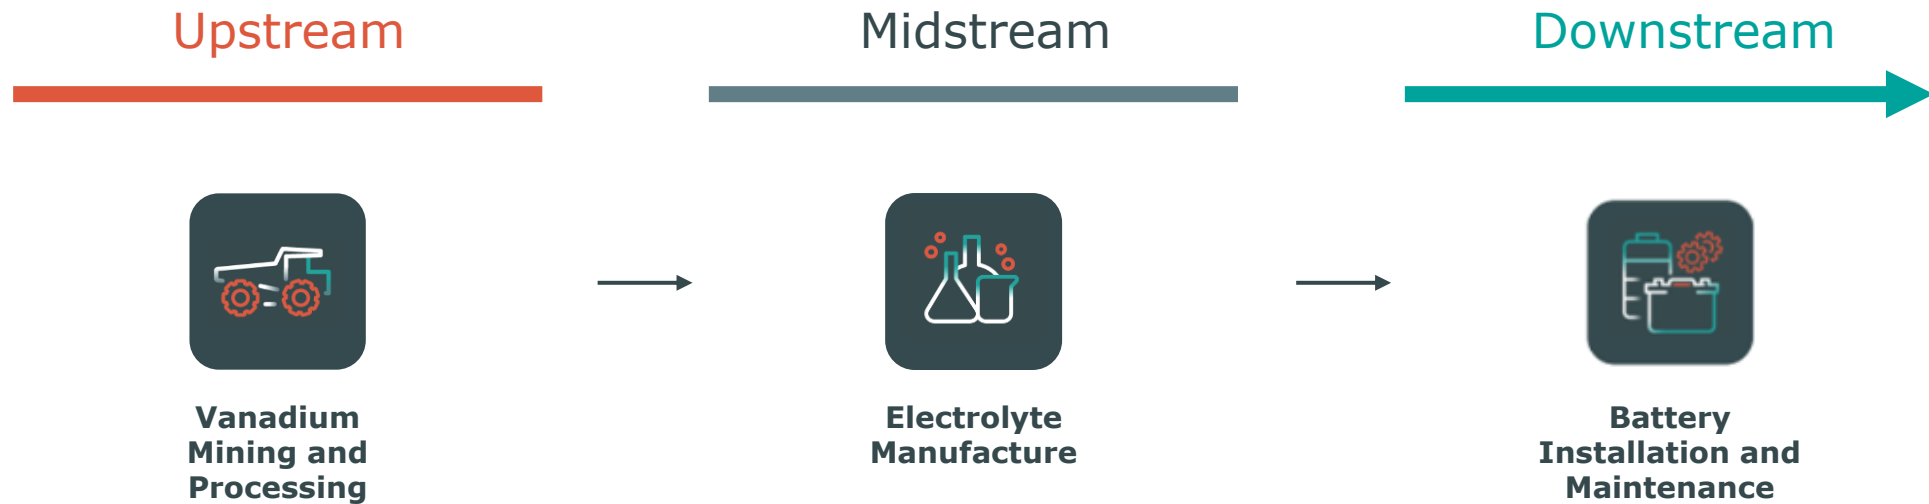 Upstream
Midstream
Downstream
Vanadium
Mining and
Processing
Electrolyte
Manufacture
Battery
Installation and
Maintenance